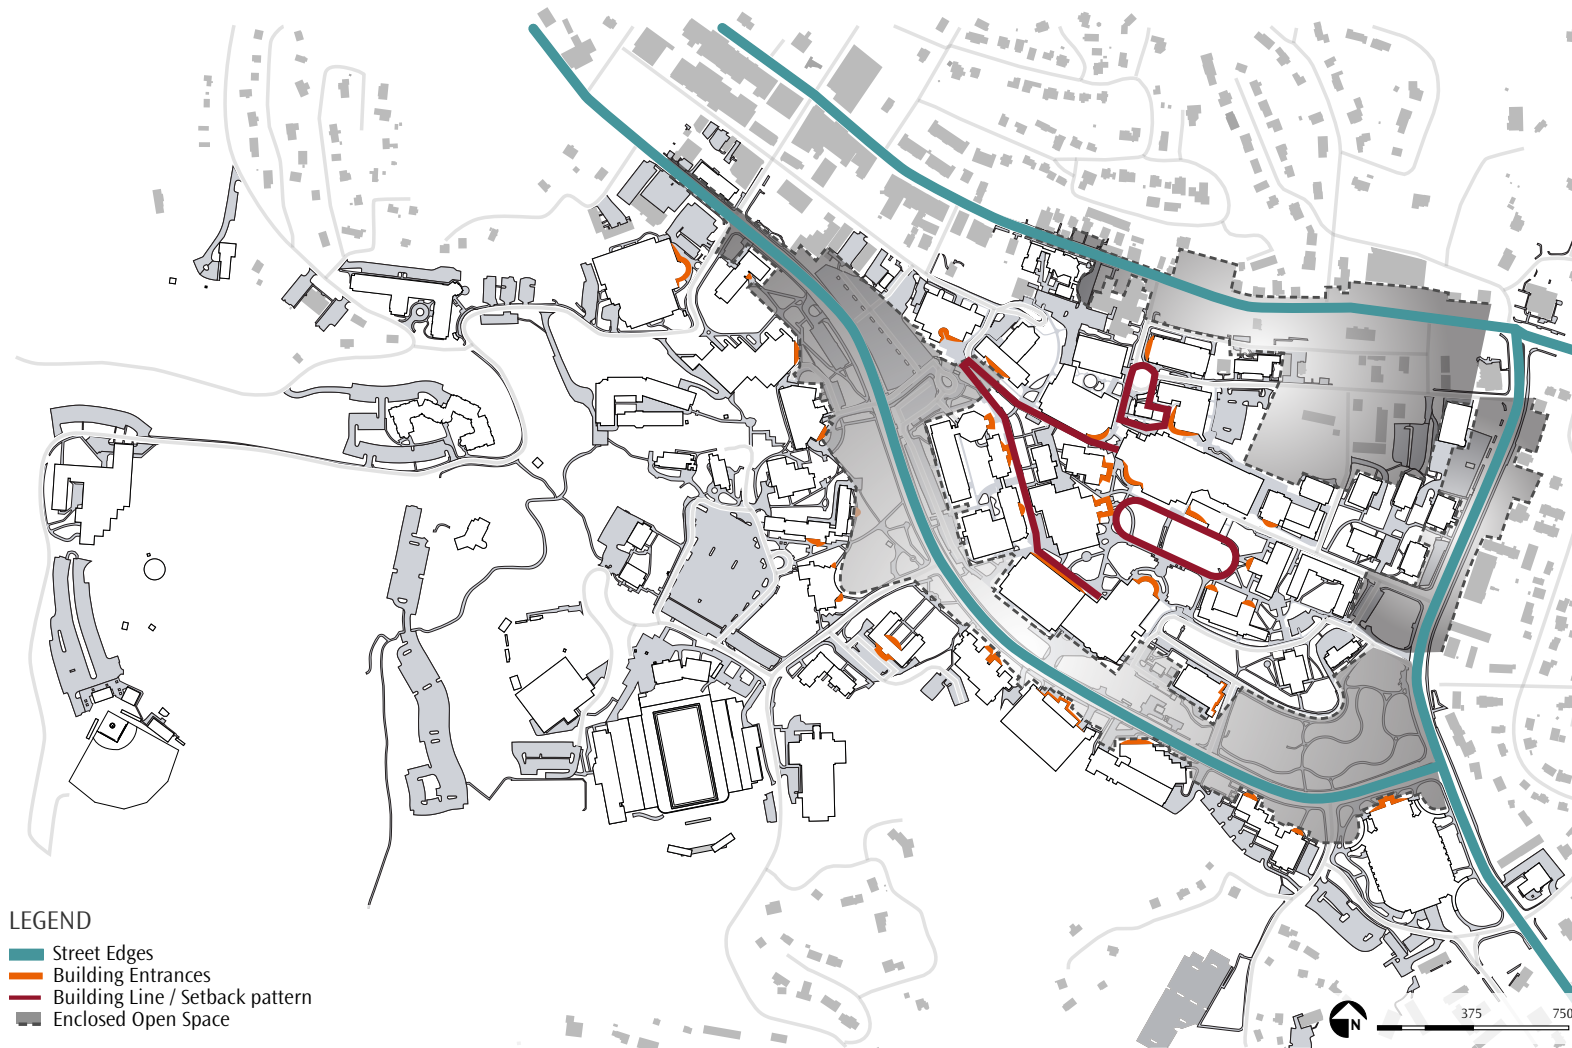 LEGEND
Street Edges
Building Entrances
Building Line / Setback pattern
Enclosed Open Space
N
375
750